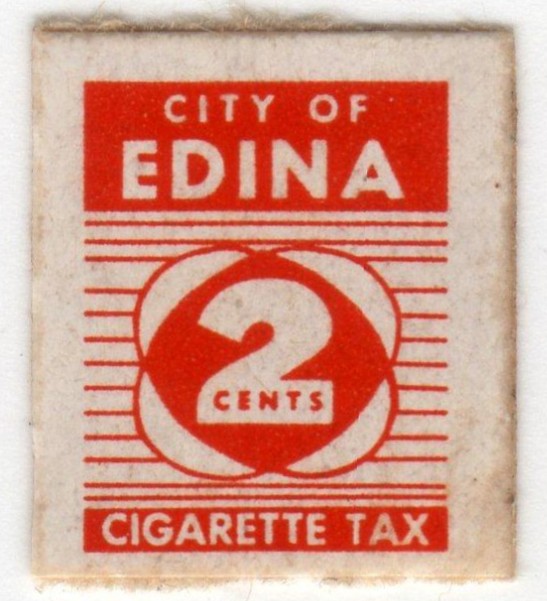 CITY OF
EDINA
2
CENTS
CIGARETTE TAX